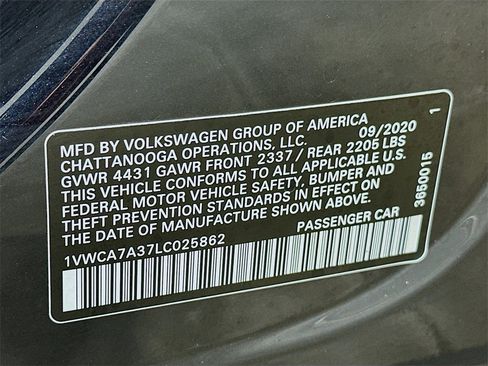 MFD BY VOLKSWAGEN GROUP OF AMERICA
CHATTANOOGA OPERATIONS, LLC. 09/2020
GVWR 4431 GAWR FRONT 2337 / REAR 2205 LBS
THIS VEHICLE CONFORMS TO ALL APPLICABLE U.S.
FEDERAL MOTOR VEHICLE SAFETY, BUMPER AND
THEFT PREVENTION STANDARDS IN EFFECT ON
THE DATE OF MANUFACTURE SHOWN ABOVE.
1VWCA7A37LC025862 PASSENGER CAR
3650015 1